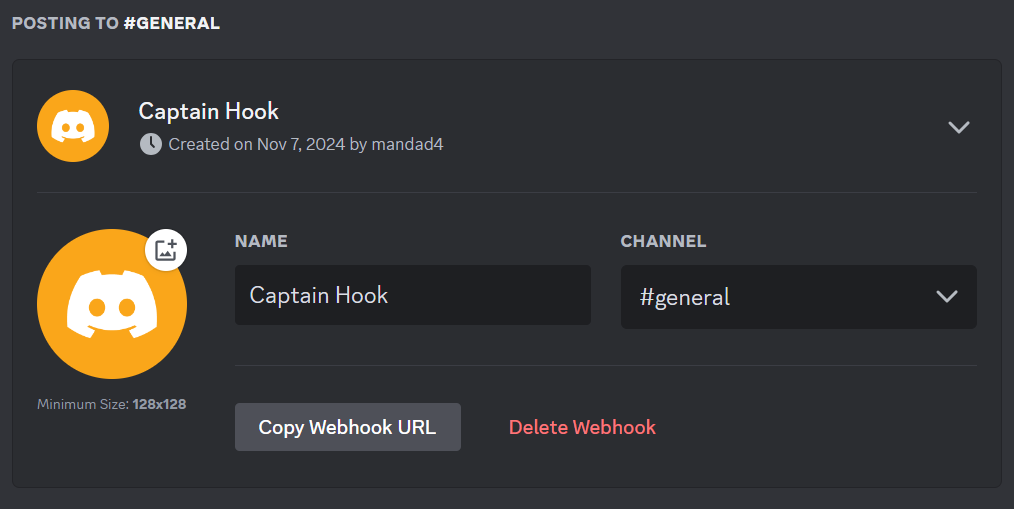 POSTING TO #GENERAL
Captain Hook
Created on Nov 7, 2024 by mandad4
NAME
CHANNEL
Captain Hook
#general
Minimum Size: 128x128
Copy Webhook URL
Delete Webhook